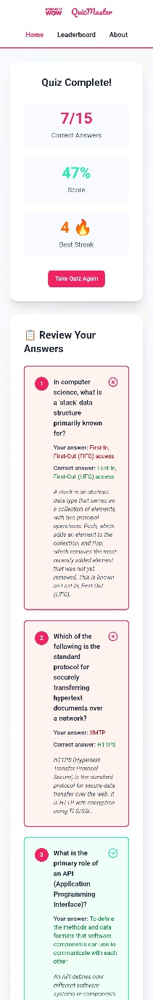 WOW QuizMaster
Home Leaderboard About
Quiz Complete!
7/15
Correct Answers
47%
Score
4 🔥
Best Streak
Take Quiz Again
📋 Review Your
Answers
1
In computer
science, what is
a 'stack' data
structure
primarily known
for?
Your answer: First-In,
First-Out (FIFO) access
Correct answer: Last-In,
First-Out (LIFO) access
A stack is an abstract
data type that serves as
a collection of elements,
with two principal
operations: Push, which
adds an element to the
collection, and Pop,
which removes the most
recently added element
that was not yet
removed. This is known
as Last-In, First-Out
(LIFO).
2
Which of the
following is the
standard
protocol for
securely
transferring
hypertext
documents over
a network?
Your answer: SMTP
Correct answer: HTTPS
HTTPS (Hypertext
Transfer Protocol
Secure) is the standard
protocol for secure data
transfer over the web. It
is HTTP with encryption
using TLS/SSL.
3
What is the
primary role of
an API
(Application
Programming
Interface)?
Your answer: To define
the methods and data
formats that software
components can use to
communicate with each
other
An API defines how
different software
systems or components